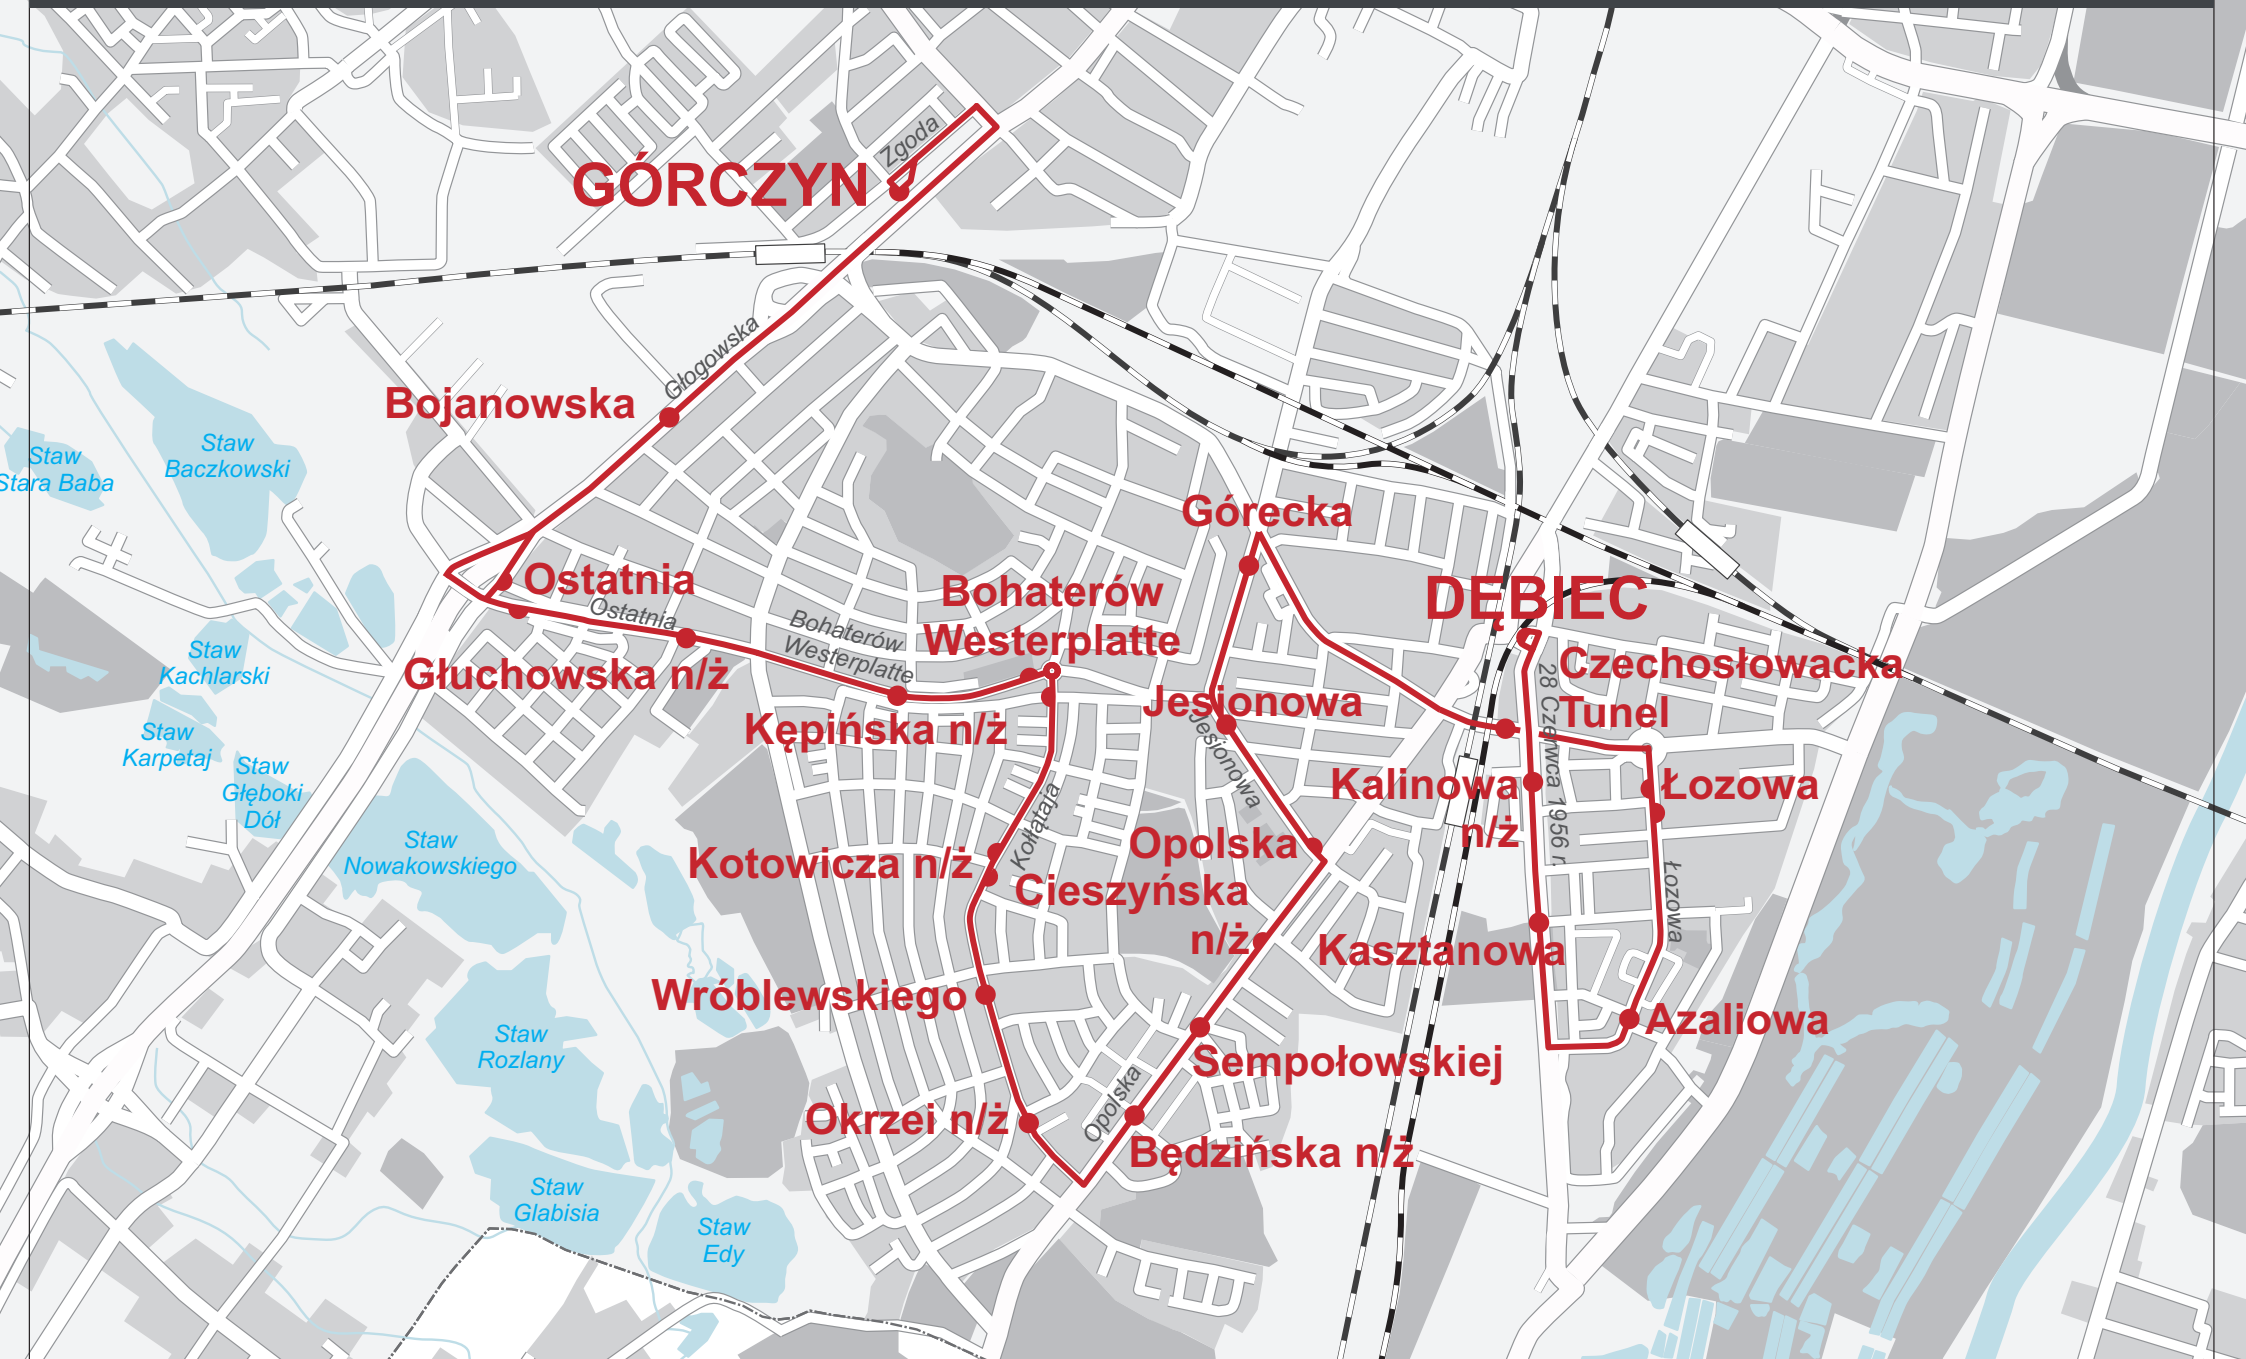 Zgoda
GÓRCZYN
Głogowska
Bojanowska
Staw
Baczkowski
Staw
Stara Baba
Górecka
Ostatnia
Ostatnia
Bohaterów
Westerplatte
Bohaterów
Westerplatte
DĘBIEC
Staw
Kachlarski
Głuchowska n/ż
Kępińska n/ż
Jesionowa
Jesionowa
Czechosłowacka
Tunel
28 Czerwca 1956 r.
Staw
Karpetaj
Staw
Głęboki
Dół
Kalinowa
n/ż
Łozowa
Łozowa
Staw
Nowakowskiego
Kołłątaja
Kotowicza n/ż
Opolska
Cieszyńska
n/ż
Kasztanowa
Wróblewskiego
Azaliowa
Staw
Rozlany
Sempołowskiej
Opolska
Okrzei n/ż
Będzińska n/ż
Staw
Glabisia
Staw
Edy